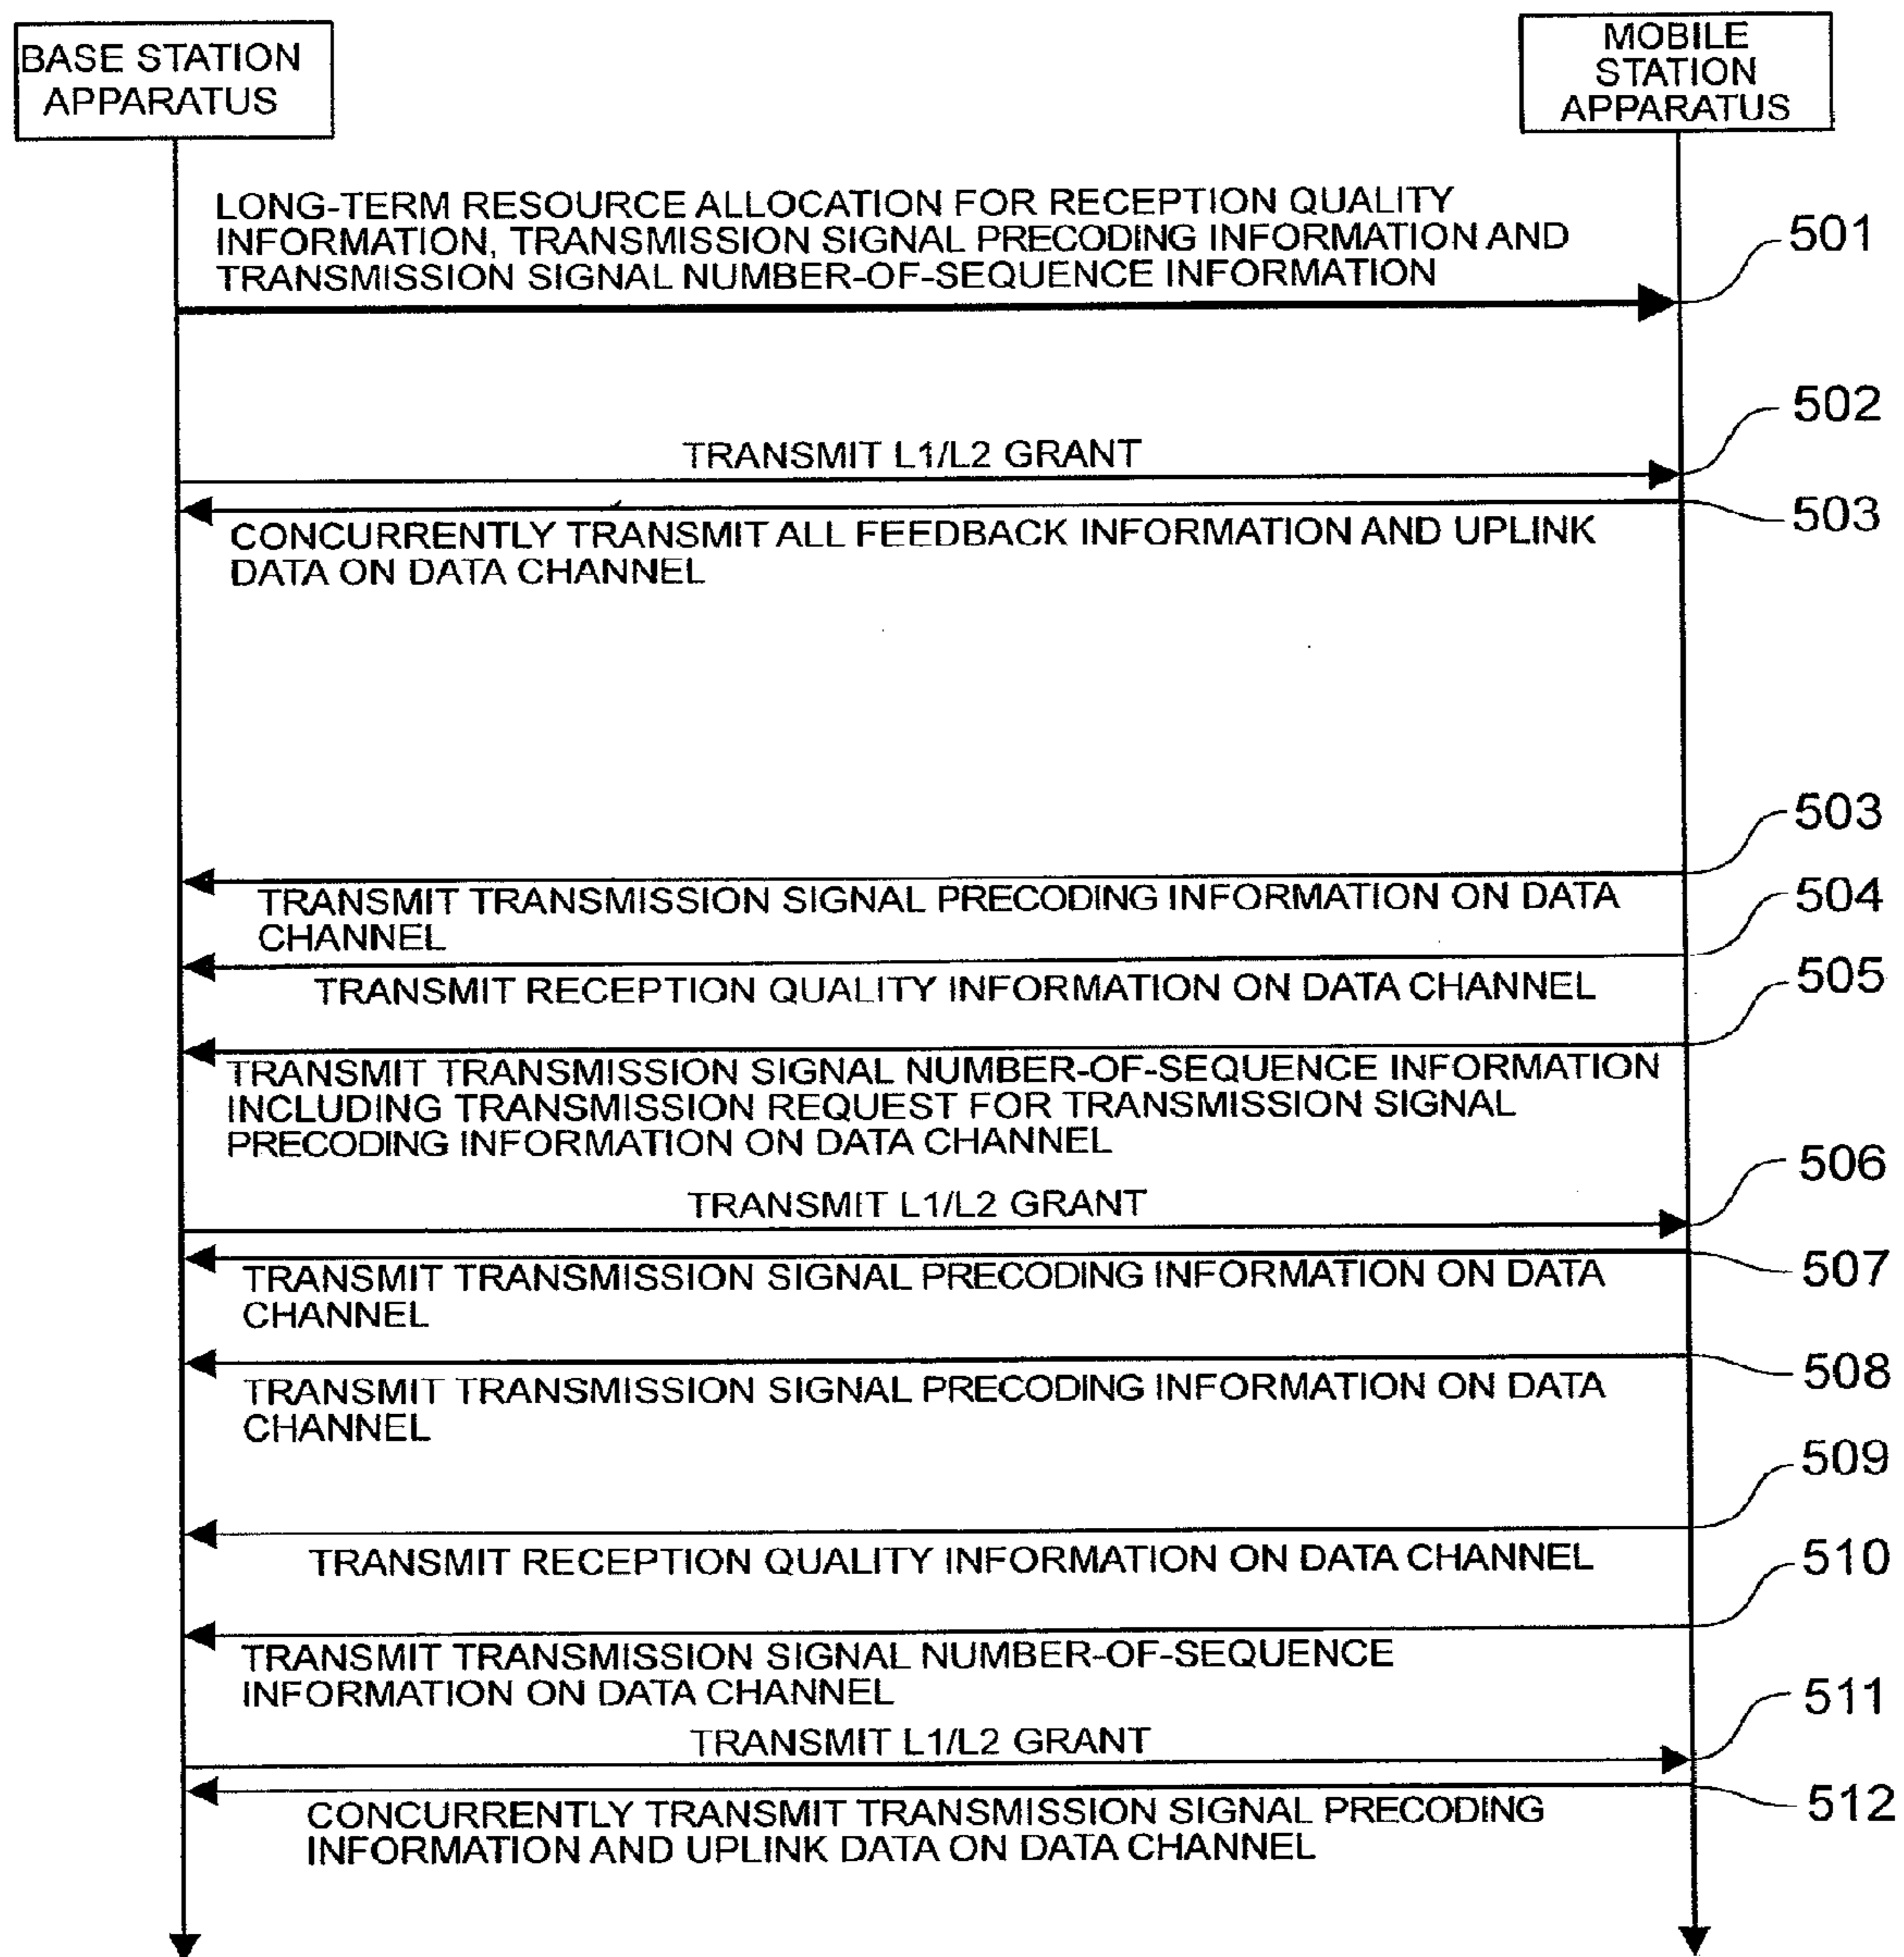 BASE STATION
APPARATUS
MOBILE
STATION
APPARATUS
LONG-TERM RESOURCE ALLOCATION FOR RECEPTION QUALITY
INFORMATION, TRANSMISSION SIGNAL PRECODING INFORMATION AND
TRANSMISSION SIGNAL NUMBER-OF-SEQUENCE INFORMATION
501
502
TRANSMIT L1/L2 GRANT
503
CONCURRENTLY TRANSMIT ALL FEEDBACK INFORMATION AND UPLINK
DATA ON DATA CHANNEL
503
TRANSMIT TRANSMISSION SIGNAL PRECODING INFORMATION ON DATA
CHANNEL
504
TRANSMIT RECEPTION QUALITY INFORMATION ON DATA CHANNEL
505
TRANSMIT TRANSMISSION SIGNAL NUMBER-OF-SEQUENCE INFORMATION
INCLUDING TRANSMISSION REQUEST FOR TRANSMISSION SIGNAL
PRECODING INFORMATION ON DATA CHANNEL
506
TRANSMIT L1/L2 GRANT
507
TRANSMIT TRANSMISSION SIGNAL PRECODING INFORMATION ON DATA
CHANNEL
508
TRANSMIT TRANSMISSION SIGNAL PRECODING INFORMATION ON DATA
CHANNEL
509
TRANSMIT RECEPTION QUALITY INFORMATION ON DATA CHANNEL
510
TRANSMIT TRANSMISSION SIGNAL NUMBER-OF-SEQUENCE
INFORMATION ON DATA CHANNEL
511
TRANSMIT L1/L2 GRANT
512
CONCURRENTLY TRANSMIT TRANSMISSION SIGNAL PRECODING
INFORMATION AND UPLINK DATA ON DATA CHANNEL